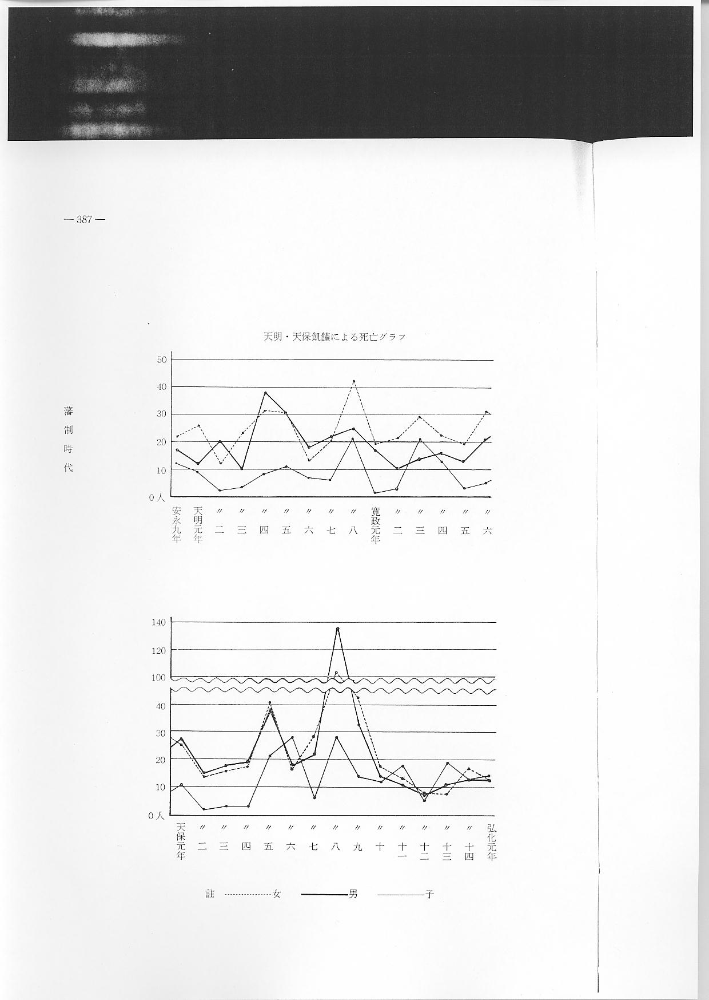 — 387 —
藩制時代
天明・天保飢饉による死亡グラフ
50
40
30
20
10
0人
安永九年 天明元年 〃二 〃三 〃四 〃五 〃六 〃七 〃八 寛政元年 〃二 〃三 〃四 〃五 〃六
140
120
100
40
30
20
10
0人
天保元年 〃二 〃三 〃四 〃五 〃六 〃七 〃八 〃九 〃十 〃十一 〃十二 〃十三 〃十四 弘化元年
註 女 男 子